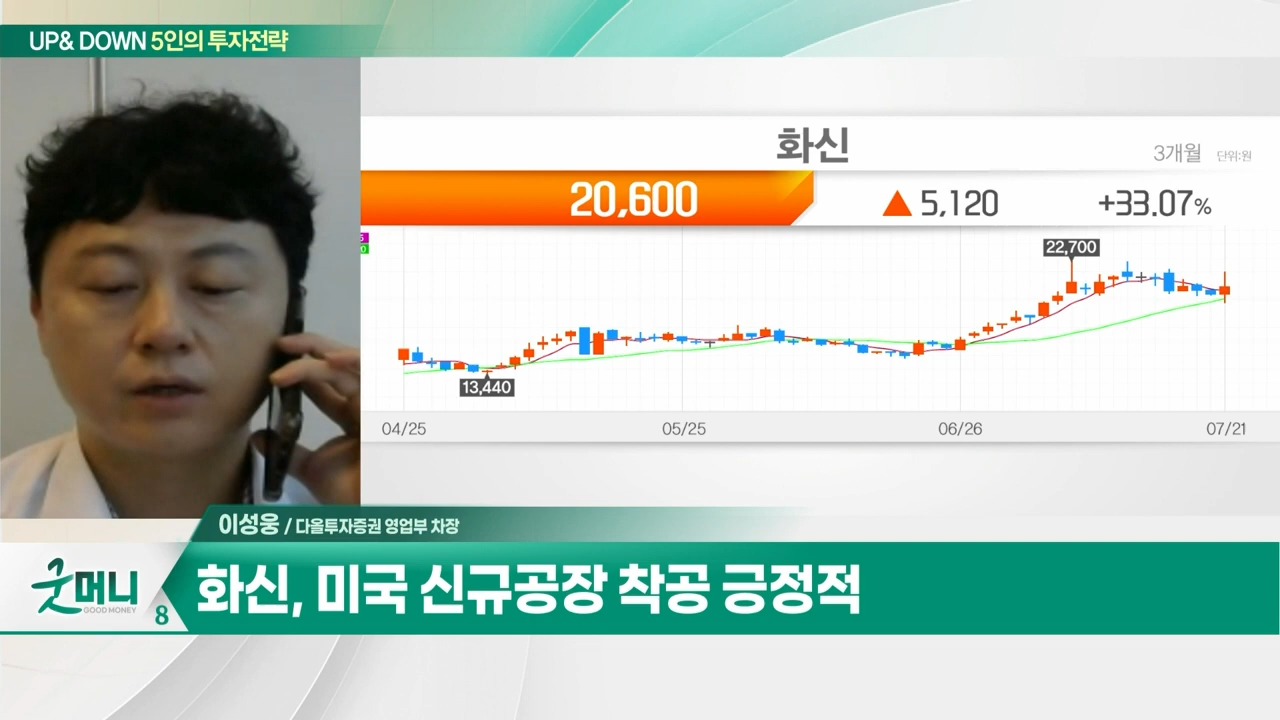 UP& DOWN 5인의 투자전략
화신
3개월 단위:원
20,600 ▲ 5,120 +33.07%
22,700
13,440
04/25 05/25 06/26 07/21
이성웅 / 다올투자증권 영업부 차장
굿머니
GOOD MONEY
8
화신, 미국 신규공장 착공 긍정적